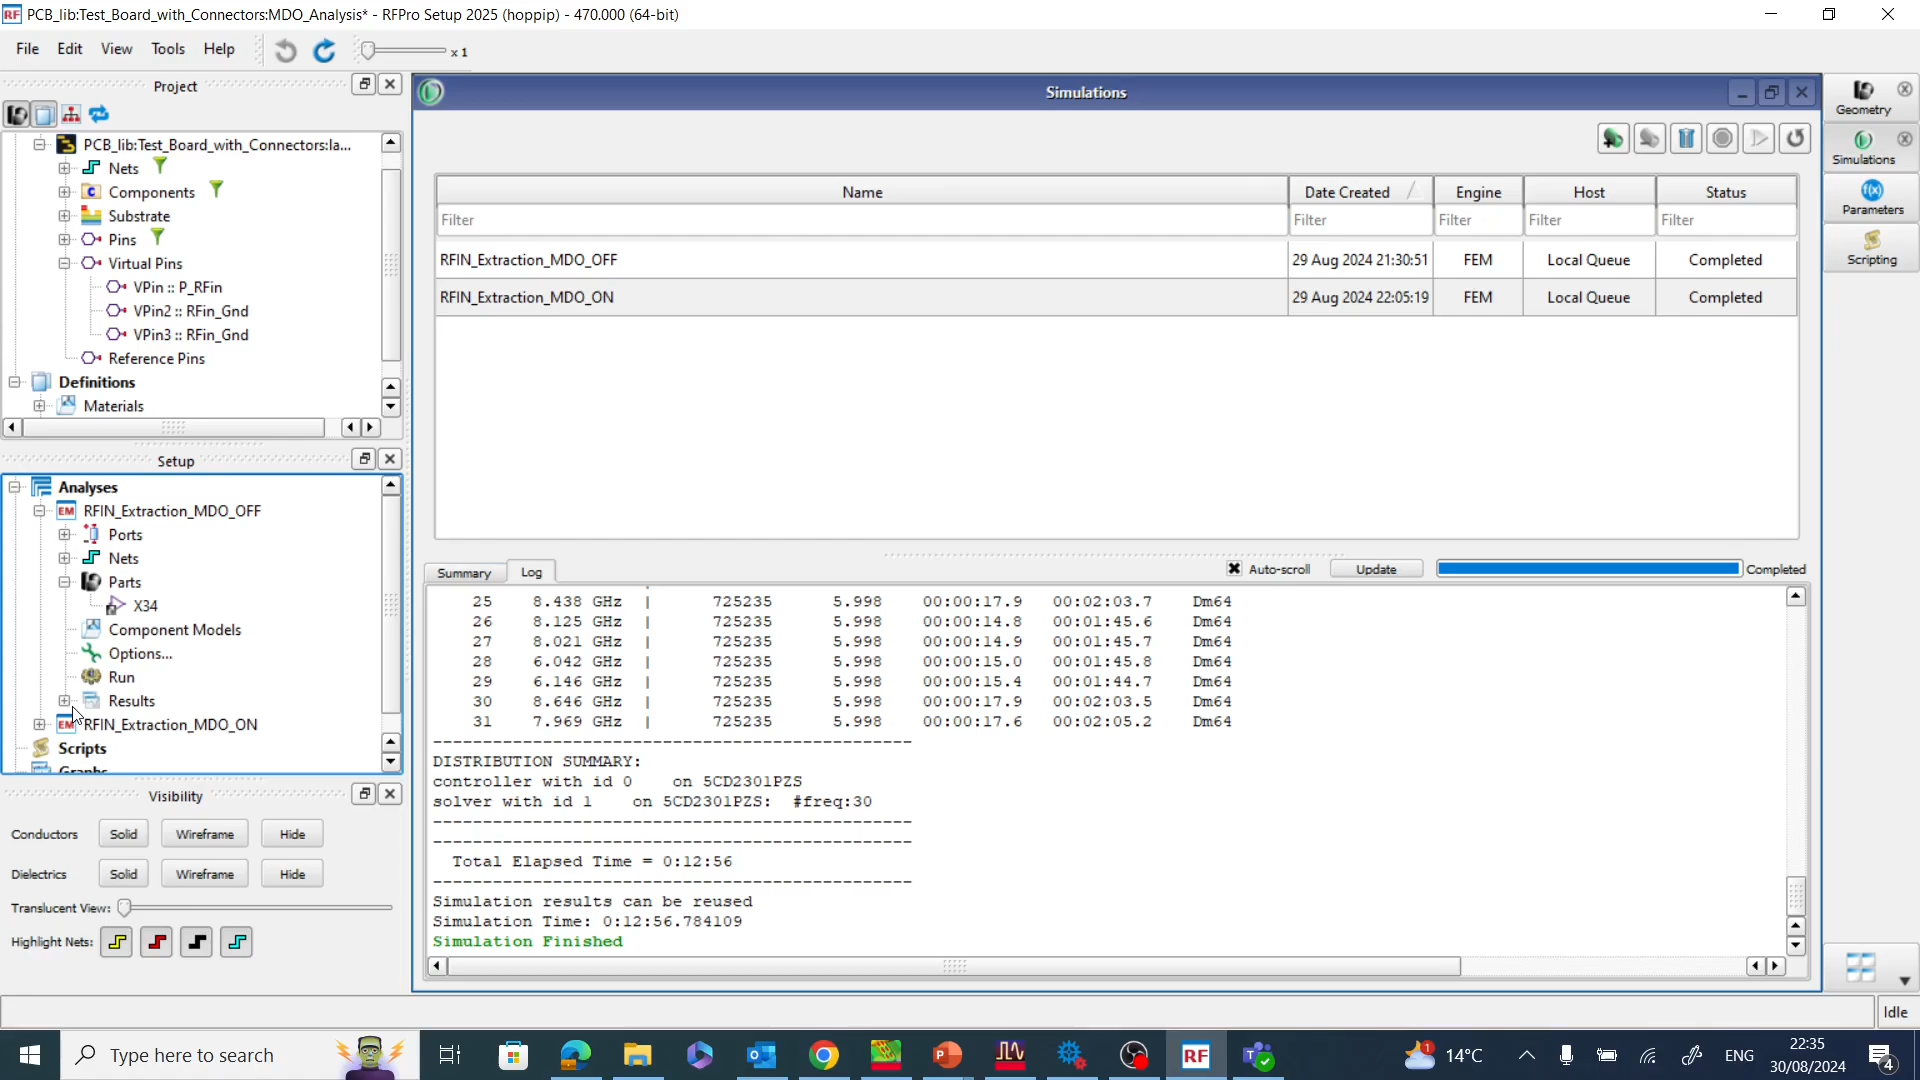 PCB_lib:Test_Board_with_Connectors:MDO_Analysis* - RFPro Setup 2025 (hoppip) - 470.000 (64-bit)
File Edit View Tools Help x 1
Project
PCB_lib:Test_Board_with_Connectors:la...
Nets
Components
Substrate
Pins
Virtual Pins
VPin :: P_RFin
VPin2 :: RFin_Gnd
VPin3 :: RFin_Gnd
Reference Pins
Definitions
Materials
Setup
Analyses
RFIN_Extraction_MDO_OFF
Ports
Nets
Parts
X34
Component Models
Options...
Run
Results
RFIN_Extraction_MDO_ON
Scripts
Graphs
Visibility
Conductors Solid Wireframe Hide
Dielectrics Solid Wireframe Hide
Translucent View:
Highlight Nets:
Simulations
Name Date Created Engine Host Status
Filter Filter Filter Filter Filter
RFIN_Extraction_MDO_OFF 29 Aug 2024 21:30:51 FEM Local Queue Completed
RFIN_Extraction_MDO_ON 29 Aug 2024 22:05:19 FEM Local Queue Completed
Summary Log Auto-scroll Update Completed
25 8.438 GHz | 725235 5.998 00:00:17.9 00:02:03.7 Dm64
26 8.125 GHz | 725235 5.998 00:00:14.8 00:01:45.6 Dm64
27 8.021 GHz | 725235 5.998 00:00:14.9 00:01:45.7 Dm64
28 6.042 GHz | 725235 5.998 00:00:15.0 00:01:45.8 Dm64
29 6.146 GHz | 725235 5.998 00:00:15.4 00:01:44.7 Dm64
30 8.646 GHz | 725235 5.998 00:00:17.9 00:02:03.5 Dm64
31 7.969 GHz | 725235 5.998 00:00:17.6 00:02:05.2 Dm64
------------------------------------------------
DISTRIBUTION SUMMARY:
controller with id 0 on 5CD2301PZS
solver with id 1 on 5CD2301PZS: #freq:30
------------------------------------------------
------------------------------------------------
Total Elapsed Time = 0:12:56
------------------------------------------------
Simulation results can be reused
Simulation Time: 0:12:56.784109
Simulation Finished
Geometry
Simulations
Parameters
Scripting
Idle
Type here to search
14°C ENG 22:35
30/08/2024
4